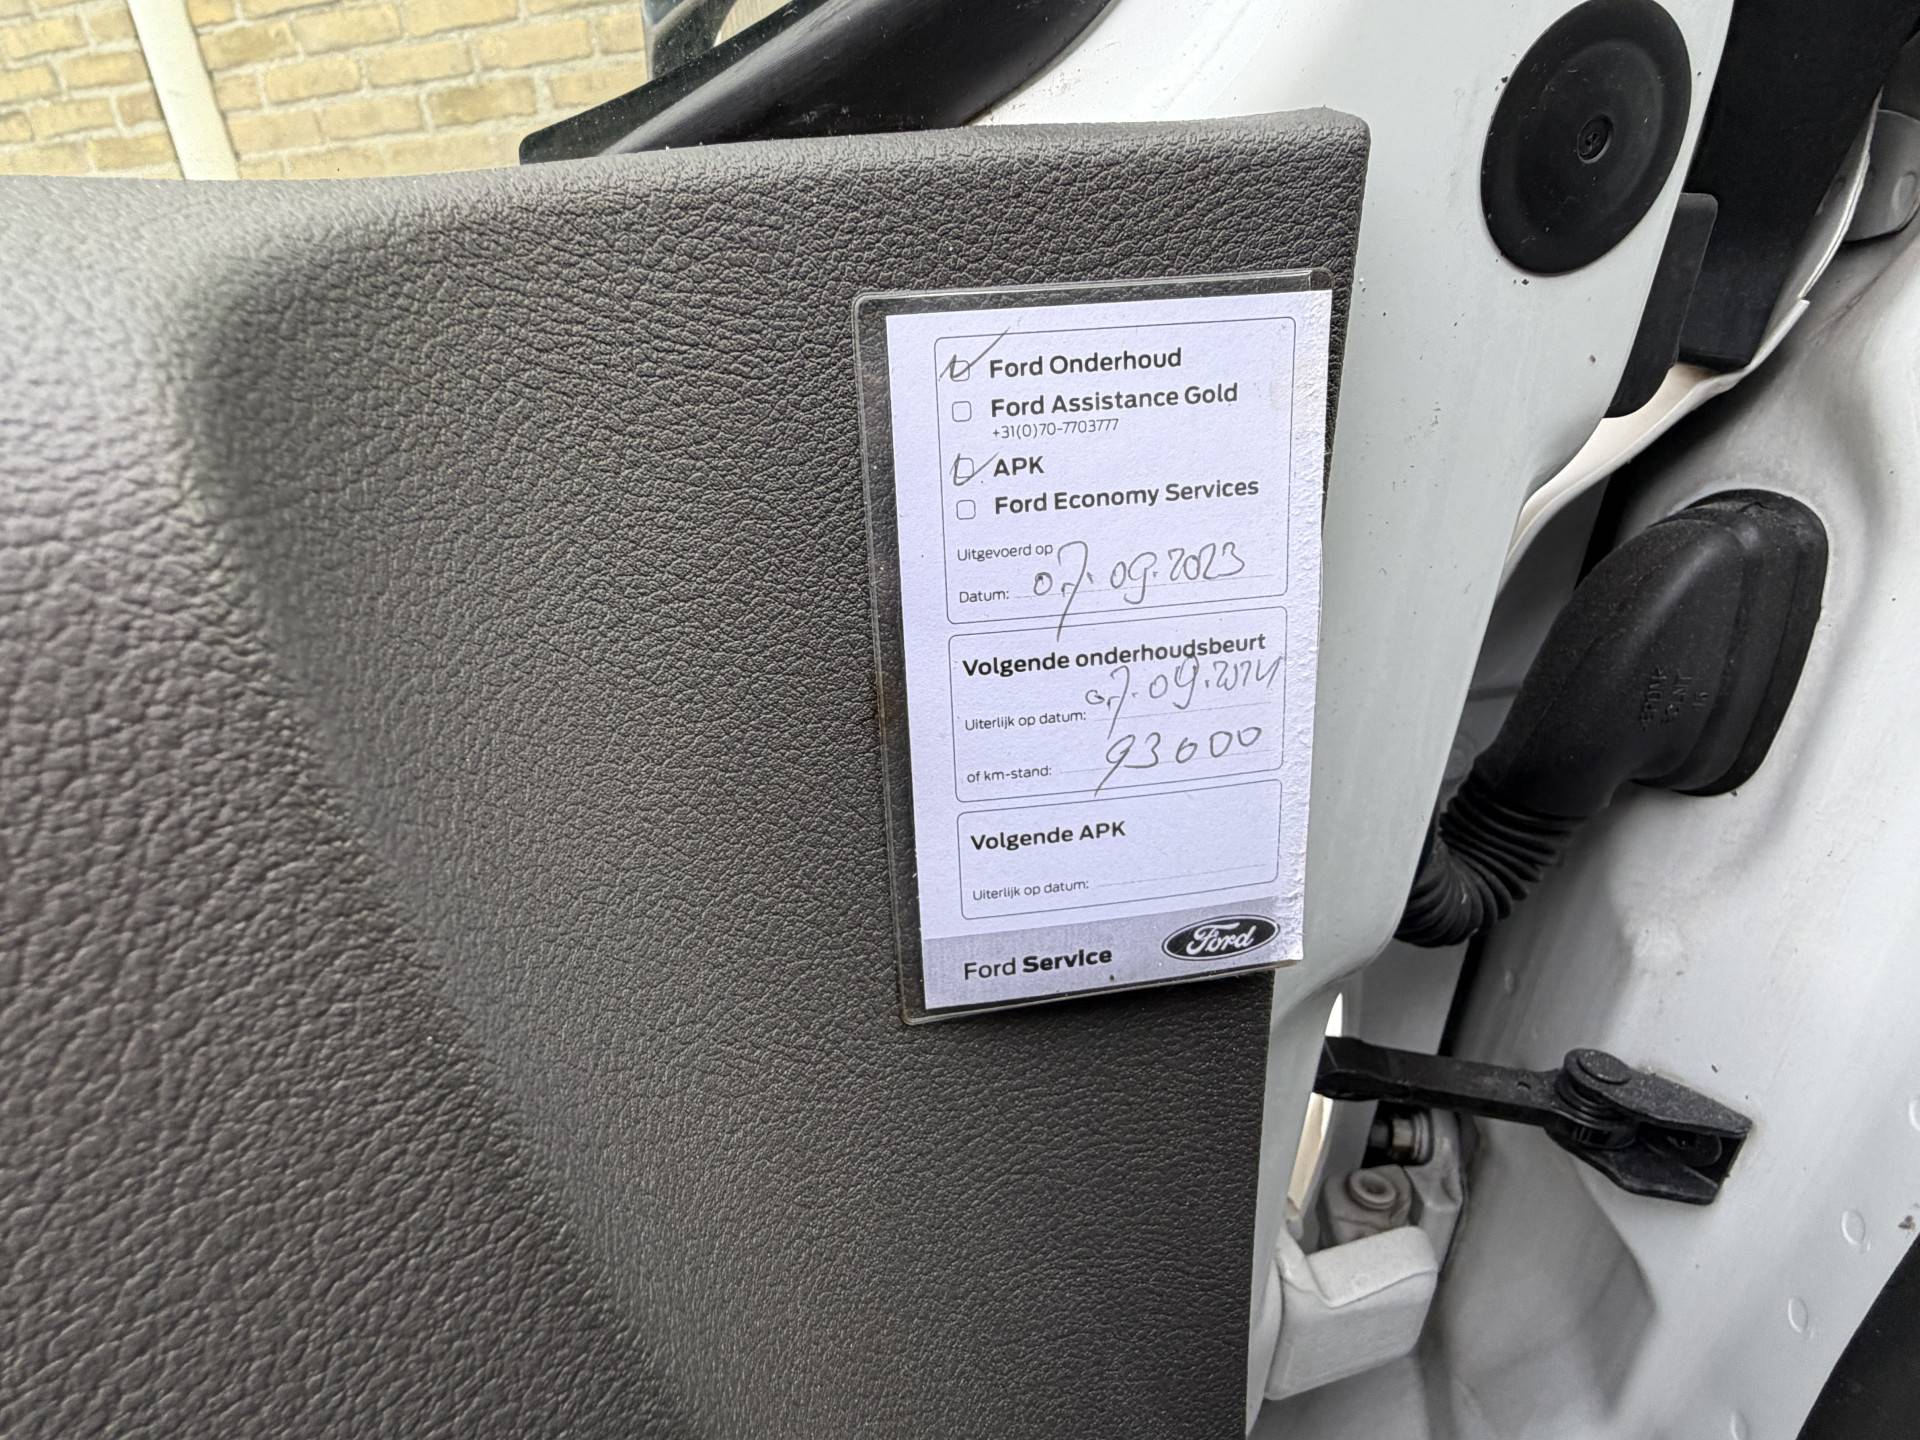 Ford Onderhoud
Ford Assistance Gold
+31(0)70-7703777
APK
Ford Economy Services
Uitgevoerd op
Datum: 07.09.2023
Volgende onderhoudsbeurt
Uiterlijk op datum: 07.09.2024
of km-stand: 93000
Volgende APK
Uiterlijk op datum:
Ford Service
Ford